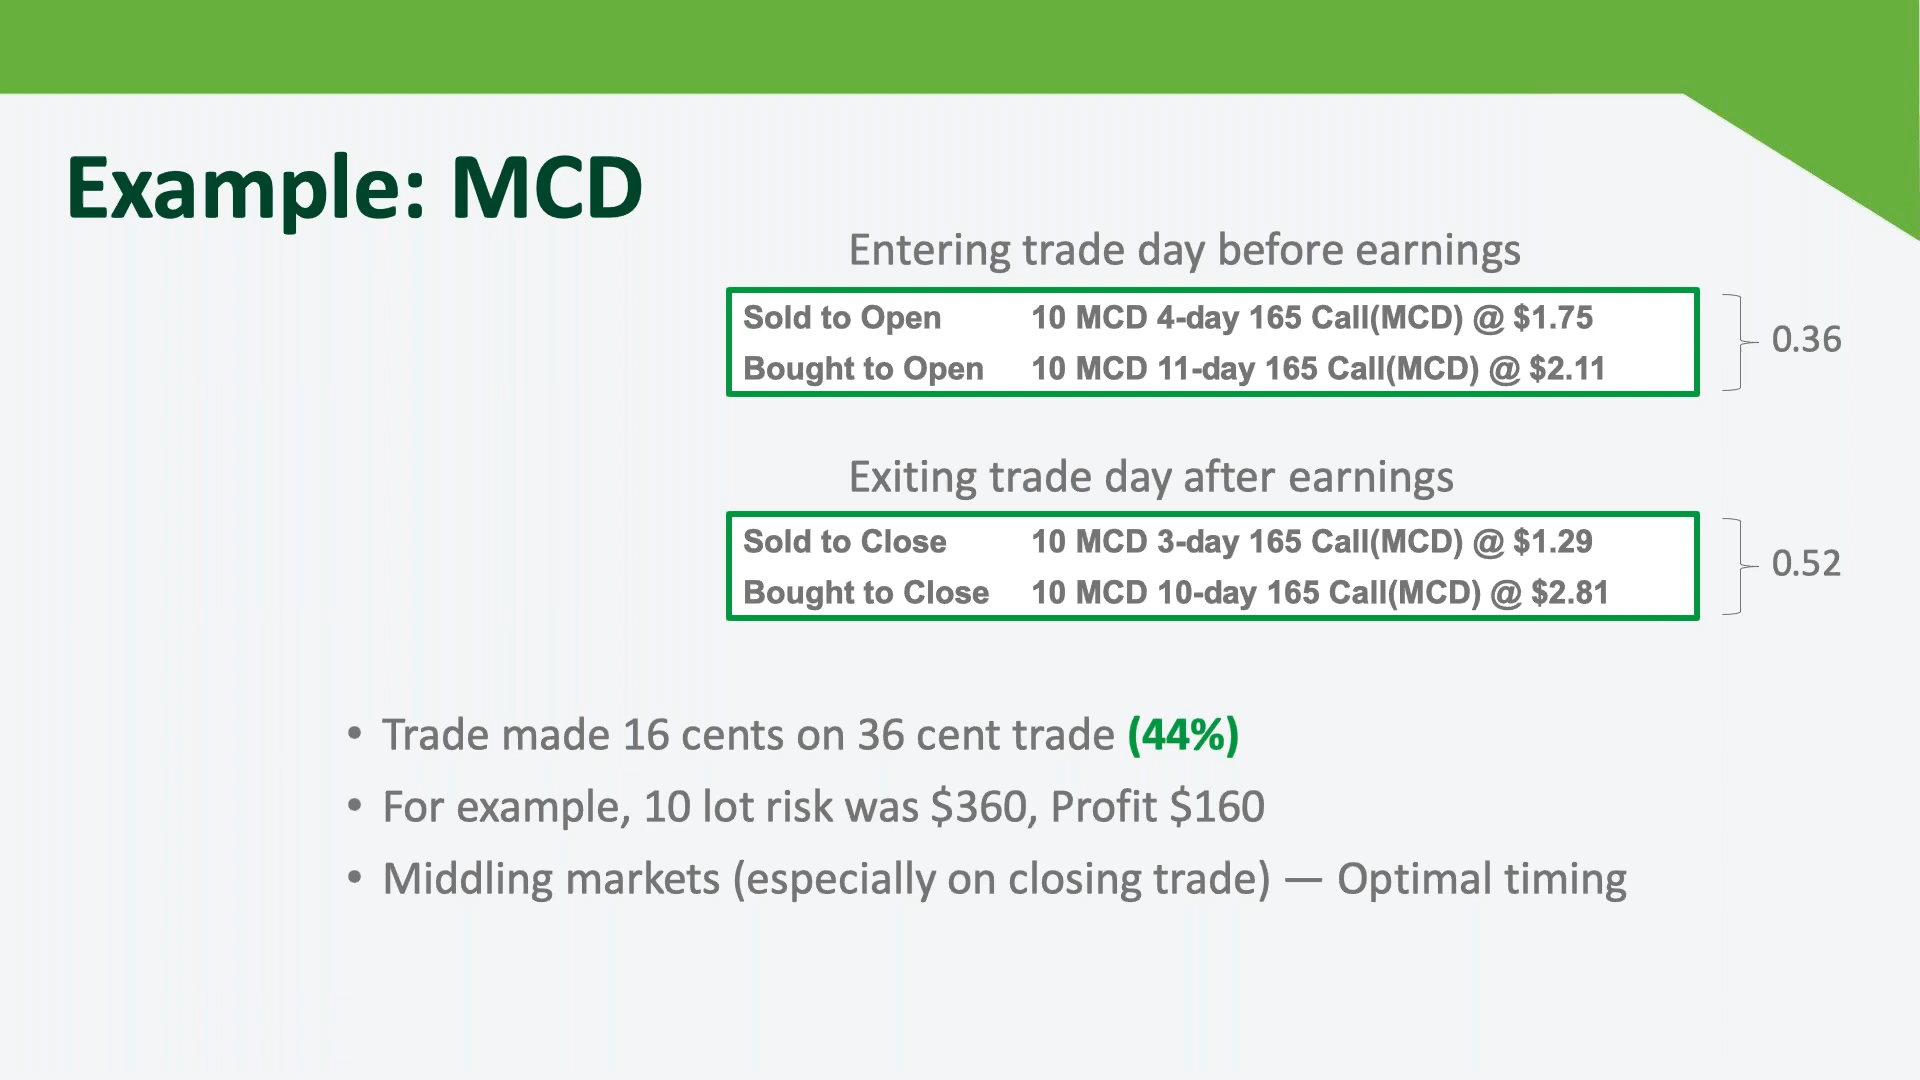 Example: MCD
Entering trade day before earnings
Sold to Open 10 MCD 4-day 165 Call(MCD) @ $1.75
Bought to Open 10 MCD 11-day 165 Call(MCD) @ $2.11
0.36
Exiting trade day after earnings
Sold to Close 10 MCD 3-day 165 Call(MCD) @ $1.29
Bought to Close 10 MCD 10-day 165 Call(MCD) @ $2.81
0.52
• Trade made 16 cents on 36 cent trade (44%)
• For example, 10 lot risk was $360, Profit $160
• Middling markets (especially on closing trade) — Optimal timing